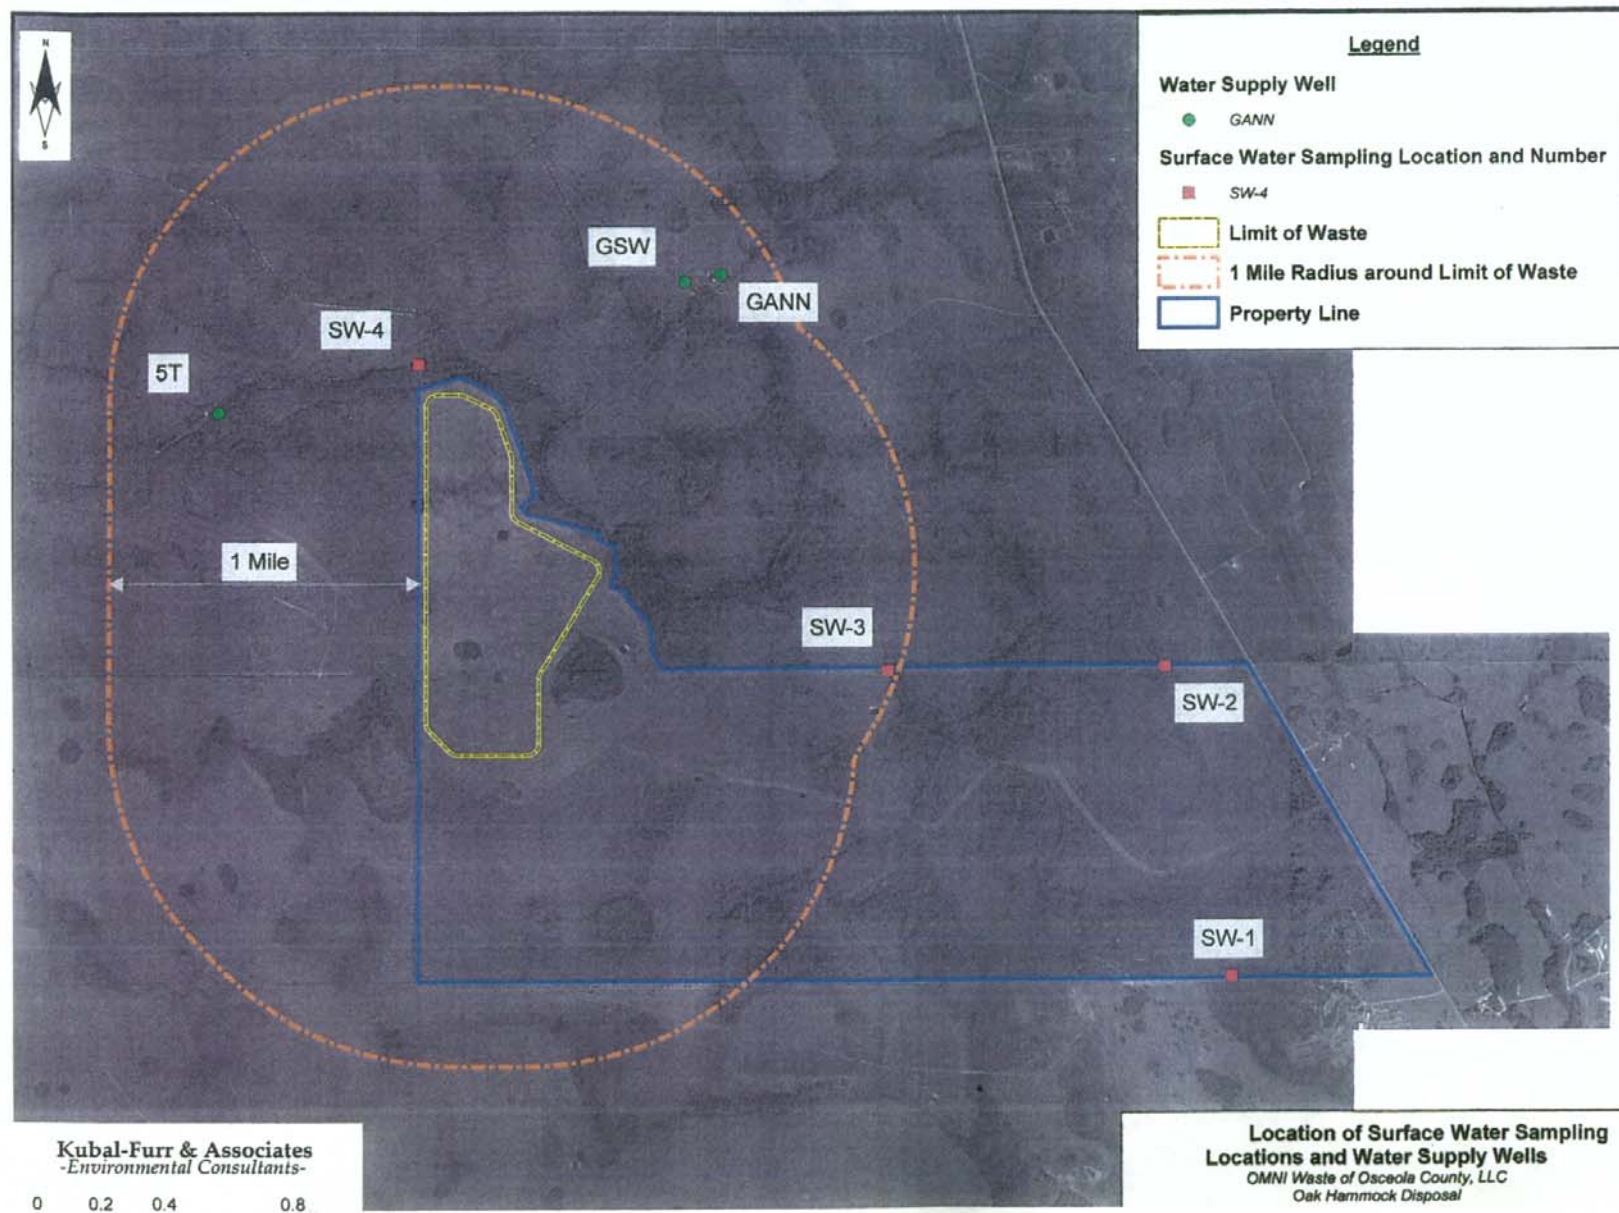 N
S
Legend
Water Supply Well
GANN
Surface Water Sampling Location and Number
SW-4
Limit of Waste
1 Mile Radius around Limit of Waste
Property Line
GSW
GANN
SW-4
5T
1 Mile
SW-3
SW-2
SW-1
Kubal-Furr & Associates
-Environmental Consultants-
0 0.2 0.4 0.8
Location of Surface Water Sampling
Locations and Water Supply Wells
OMNI Waste of Osceola County, LLC
Oak Hammock Disposal